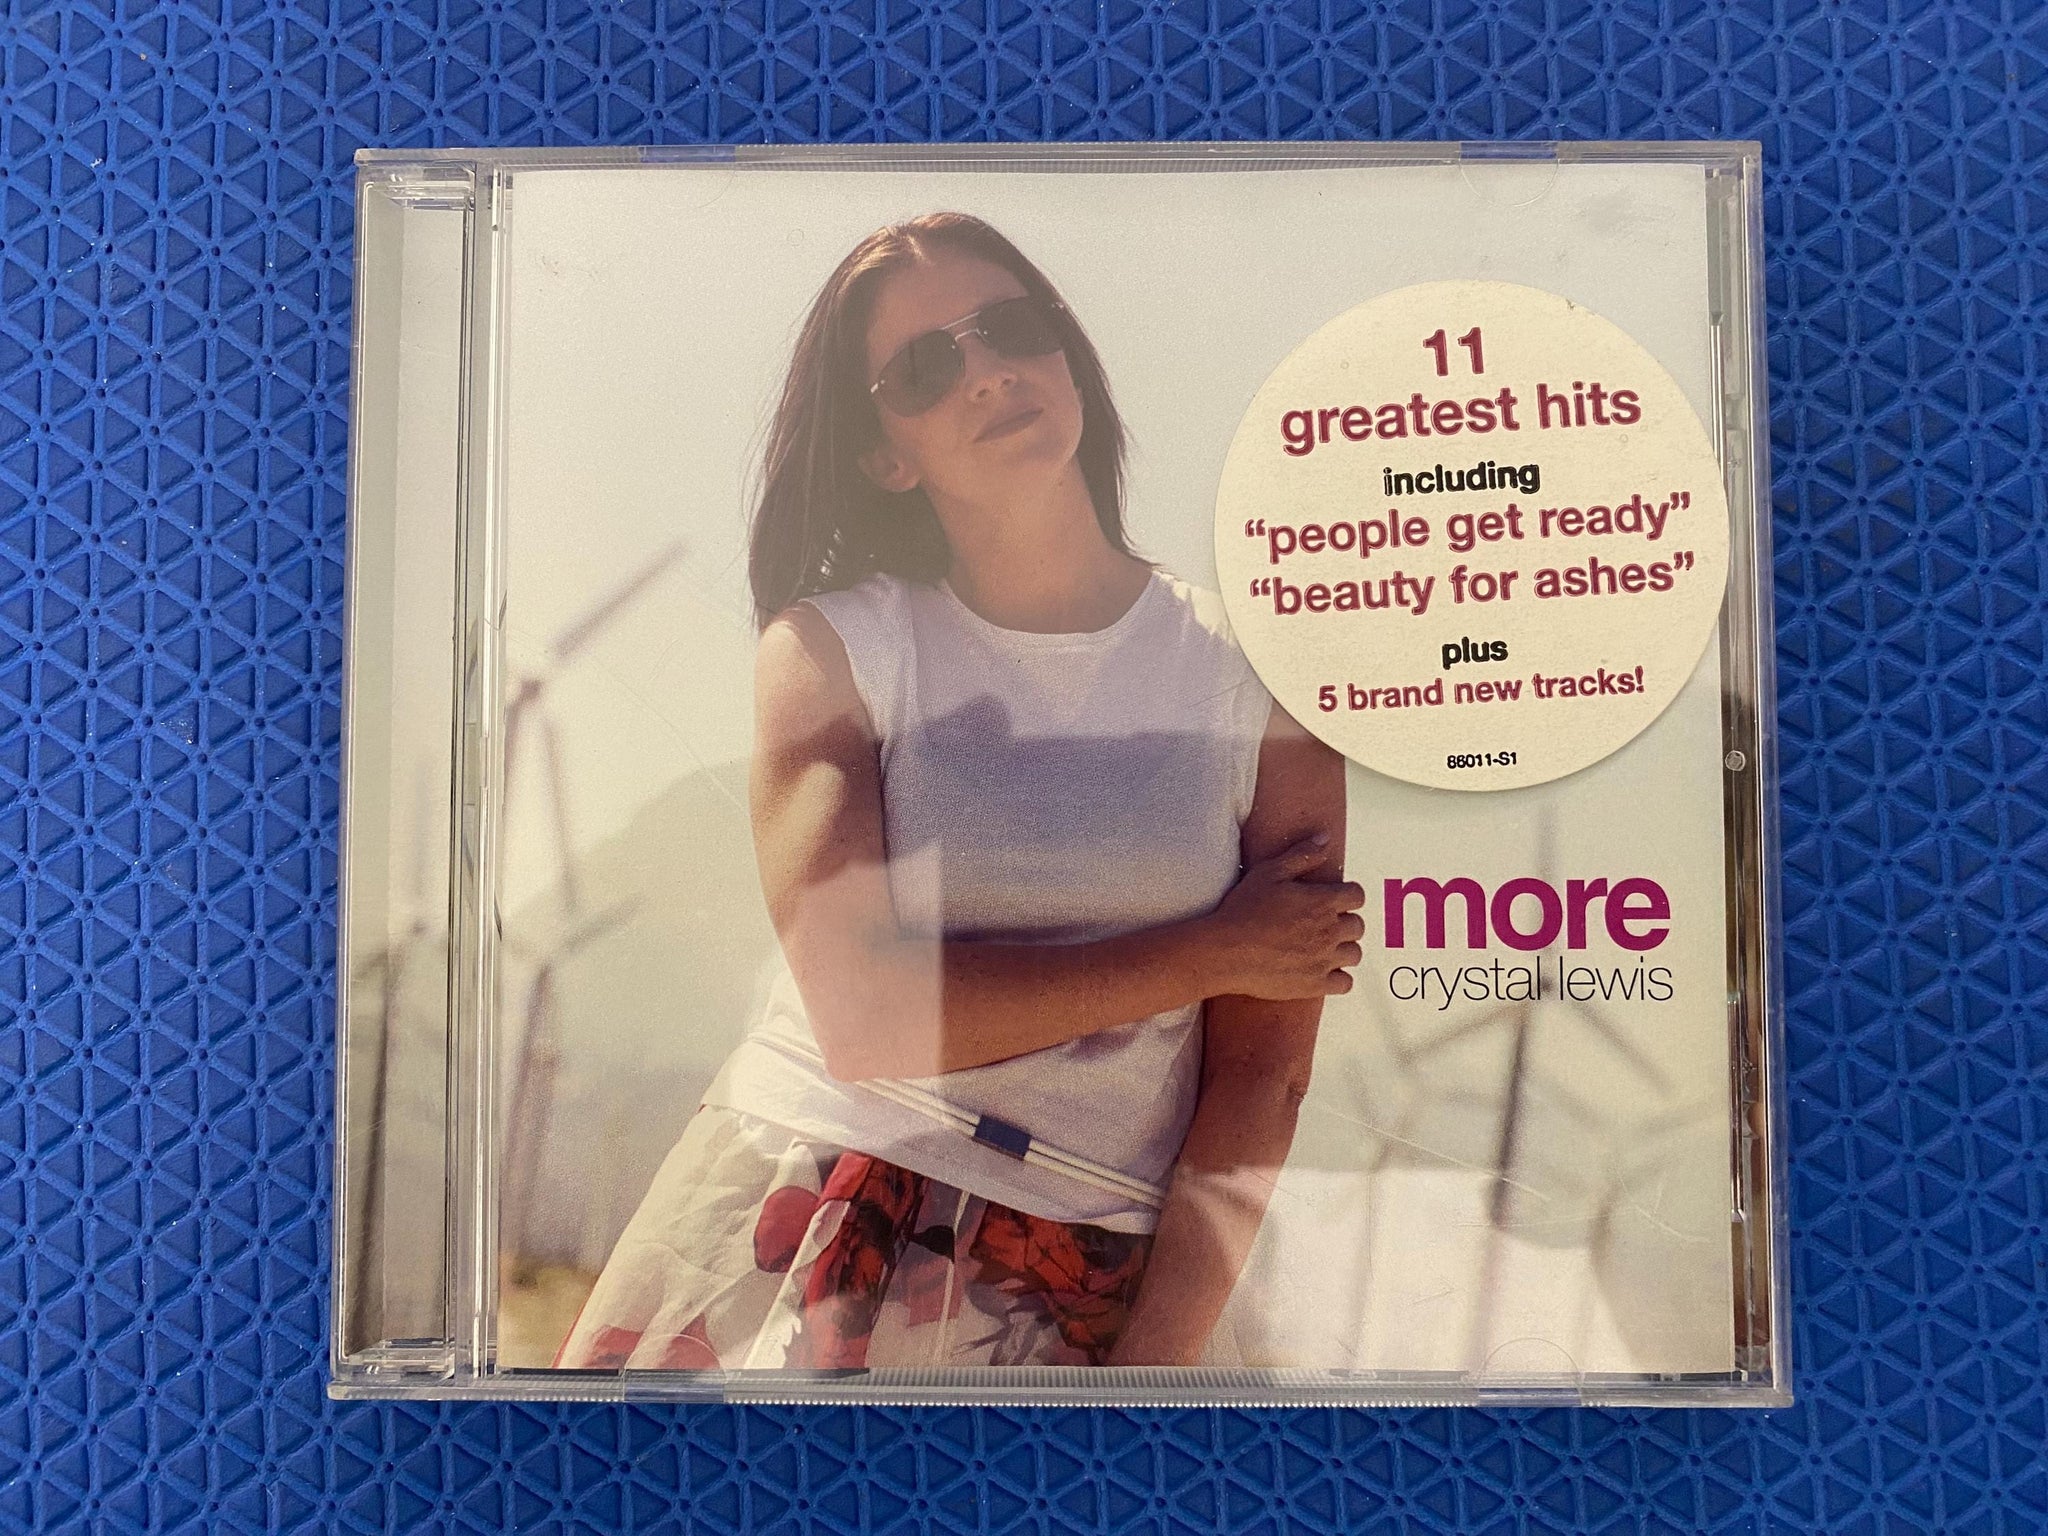 11
greatest hits
including
“people get ready”
“beauty for ashes”
plus
5 brand new tracks!
88011-S1
more
crystal lewis